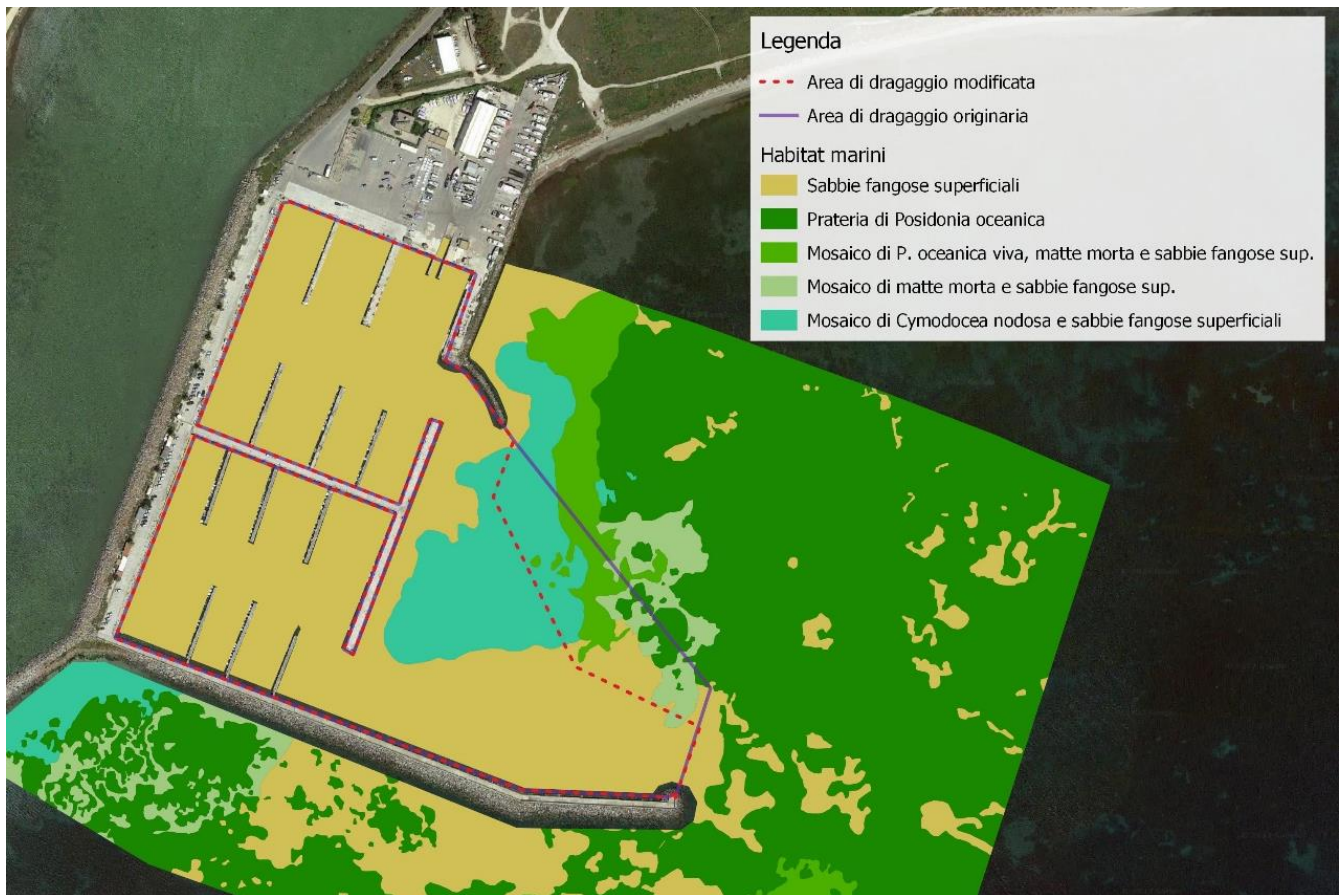 Legenda
Area di dragaggio modificata
Area di dragaggio originaria
Habitat marini
Sabbie fangose superficiali
Prateria di Posidonia oceanica
Mosaico di P. oceanica viva, matte morta e sabbie fangose sup.
Mosaico di matte morta e sabbie fangose sup.
Mosaico di Cymodocea nodosa e sabbie fangose superficiali